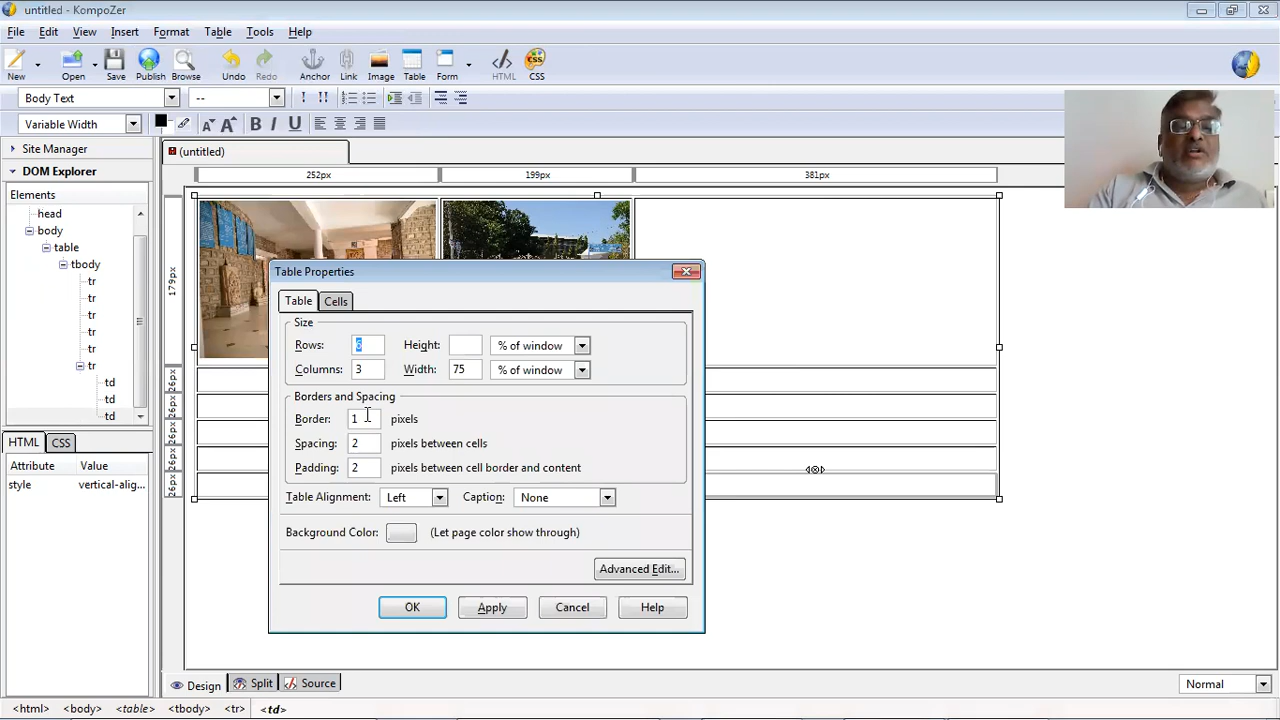 untitled - KompoZer
File Edit View Insert Format Table Tools Help
New Open Save Publish Browse Undo Redo Anchor Link Image Table Form HTML CSS
Body Text --
Variable Width B I U
Site Manager
DOM Explorer
Elements
head
body
table
tbody
tr
tr
tr
tr
tr
tr
td
td
td
HTML CSS
Attribute Value
style vertical-alig...
(untitled)
252px 199px 381px
179px
26px
26px
26px
26px
26px
Table Properties
Table Cells
Size
Rows: 6 Height: % of window
Columns: 3 Width: 75 % of window
Borders and Spacing
Border: 1 pixels
Spacing: 2 pixels between cells
Padding: 2 pixels between cell border and content
Table Alignment: Left Caption: None
Background Color: (Let page color show through)
Advanced Edit...
OK Apply Cancel Help
Design Split Source Normal
<html> <body> <table> <tbody> <tr> <td>